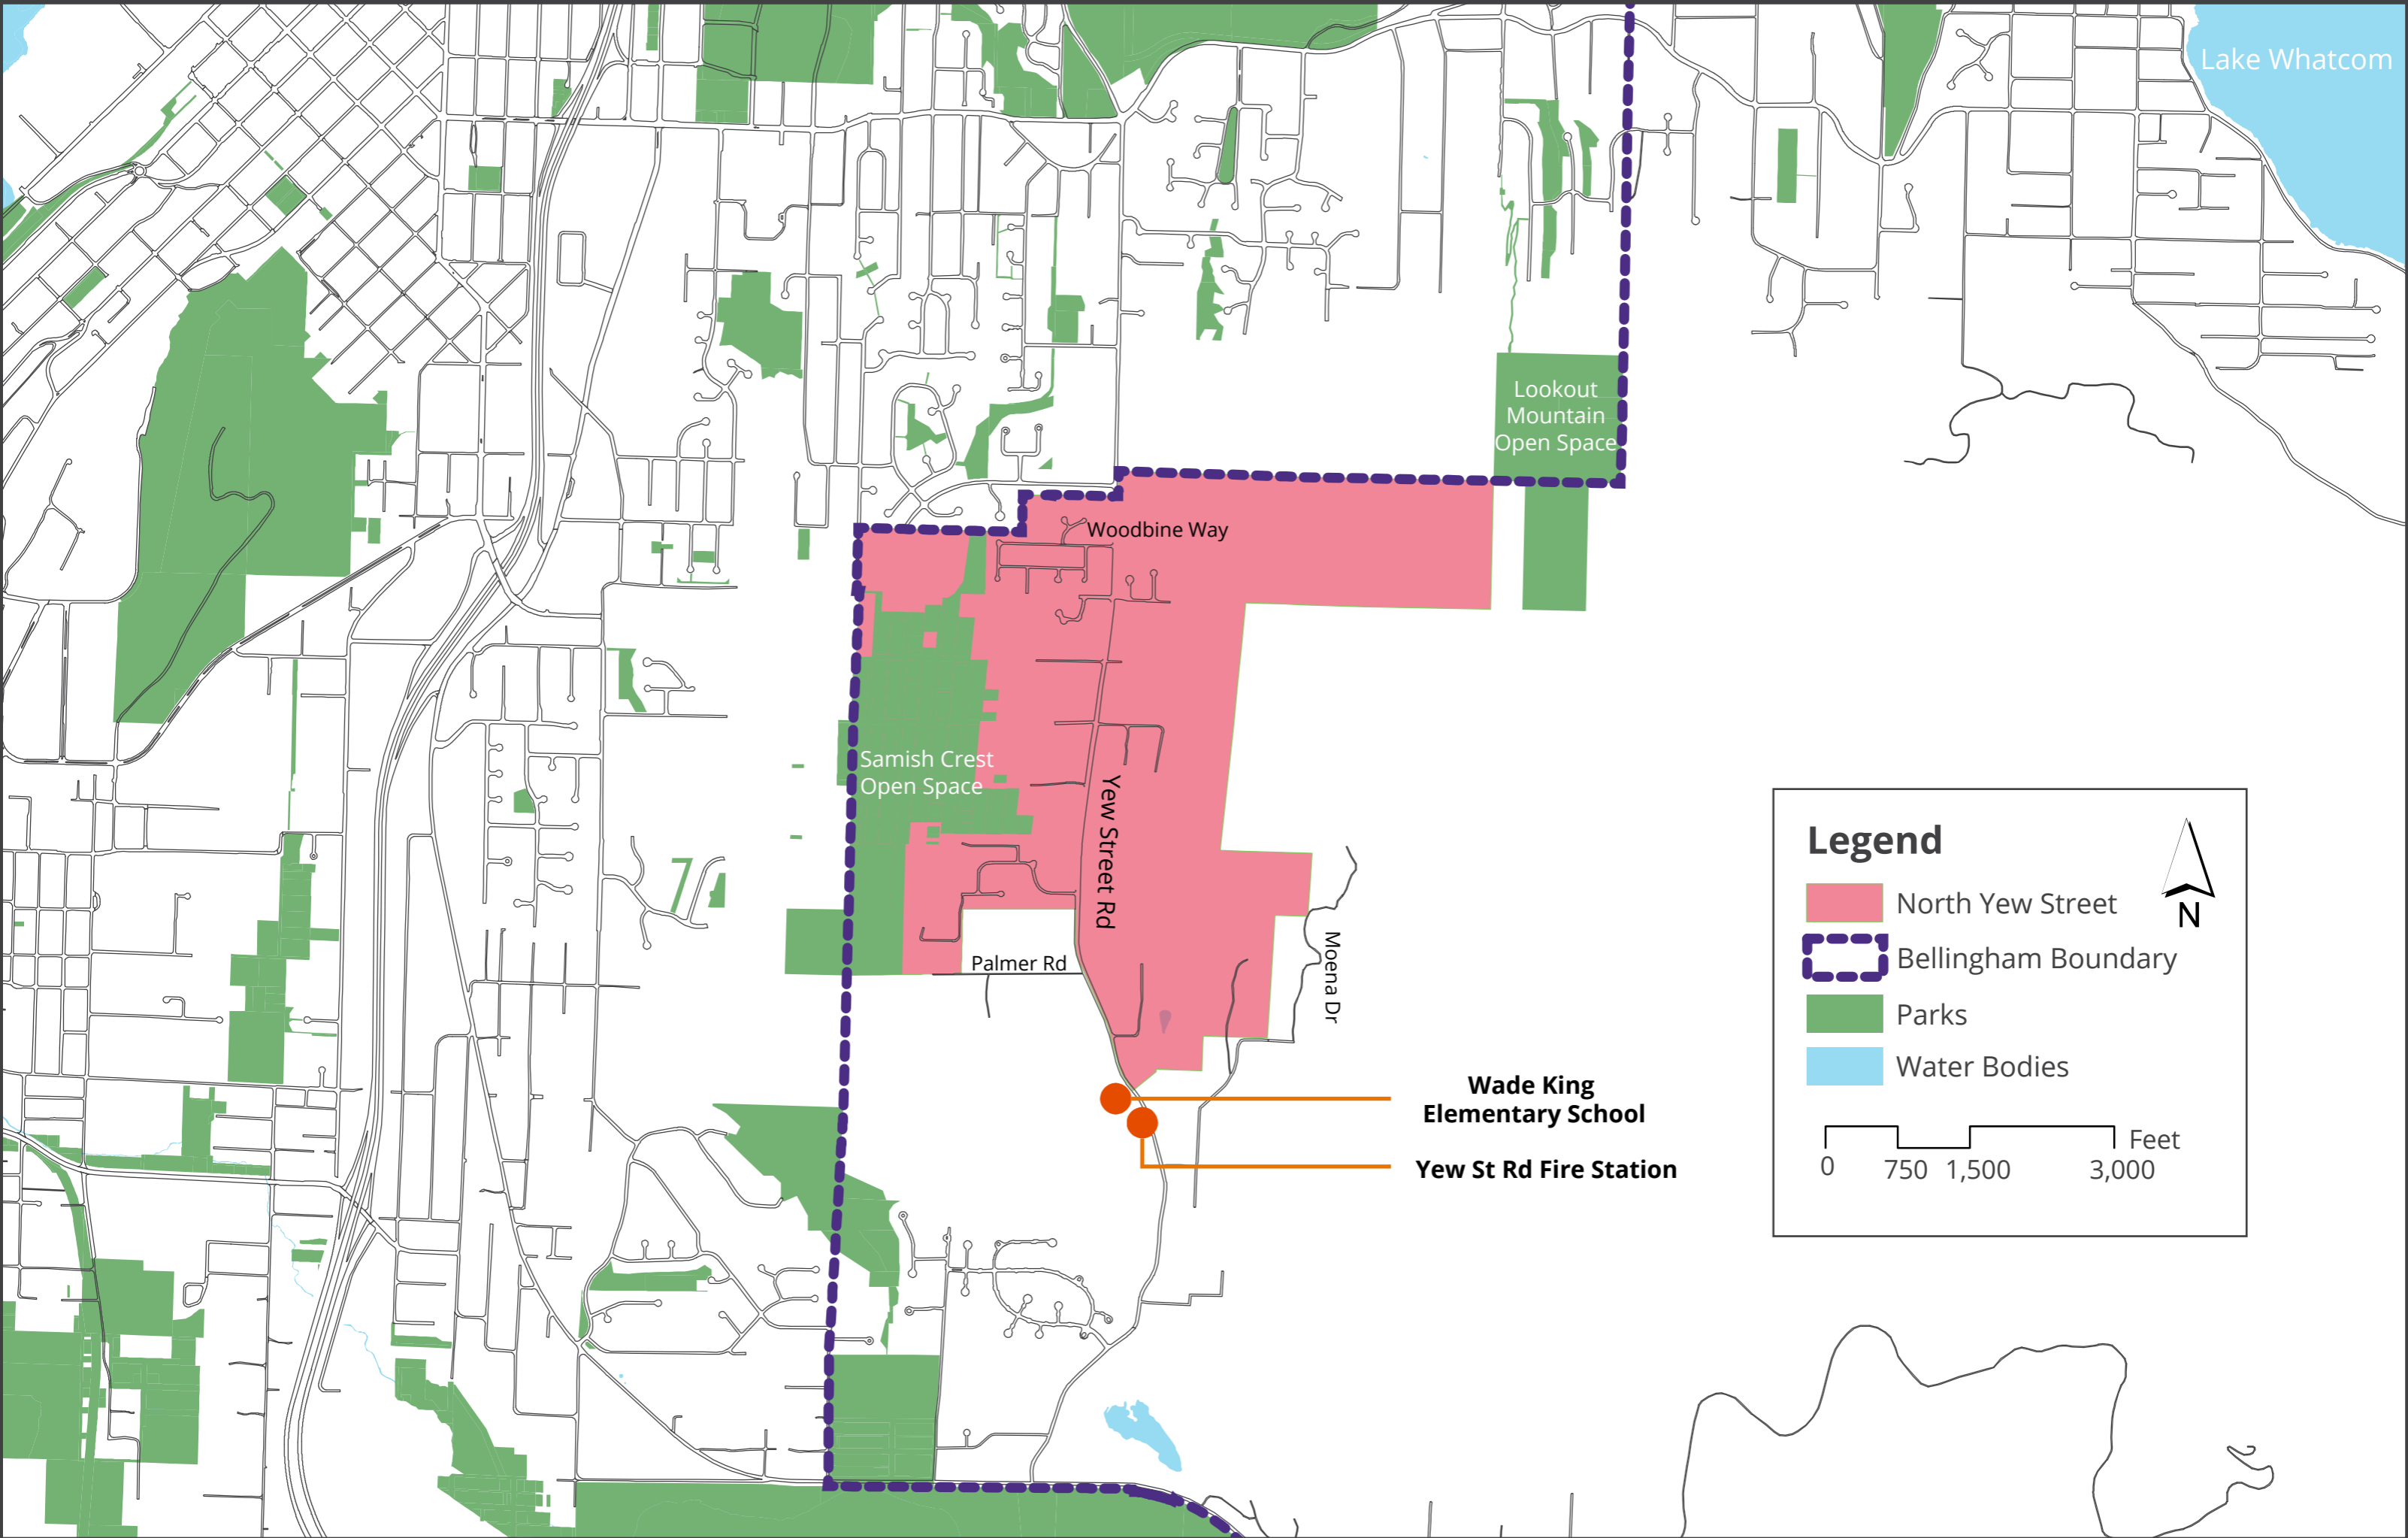 Lake Whatcom
Lookout
Mountain
Open Space
Woodbine Way
Samish Crest
Open Space
Yew Street Rd
Palmer Rd
Moena Dr
Wade King
Elementary School
Yew St Rd Fire Station
Legend
North Yew Street
Bellingham Boundary
Parks
Water Bodies
N
Feet
0 750 1,500 3,000